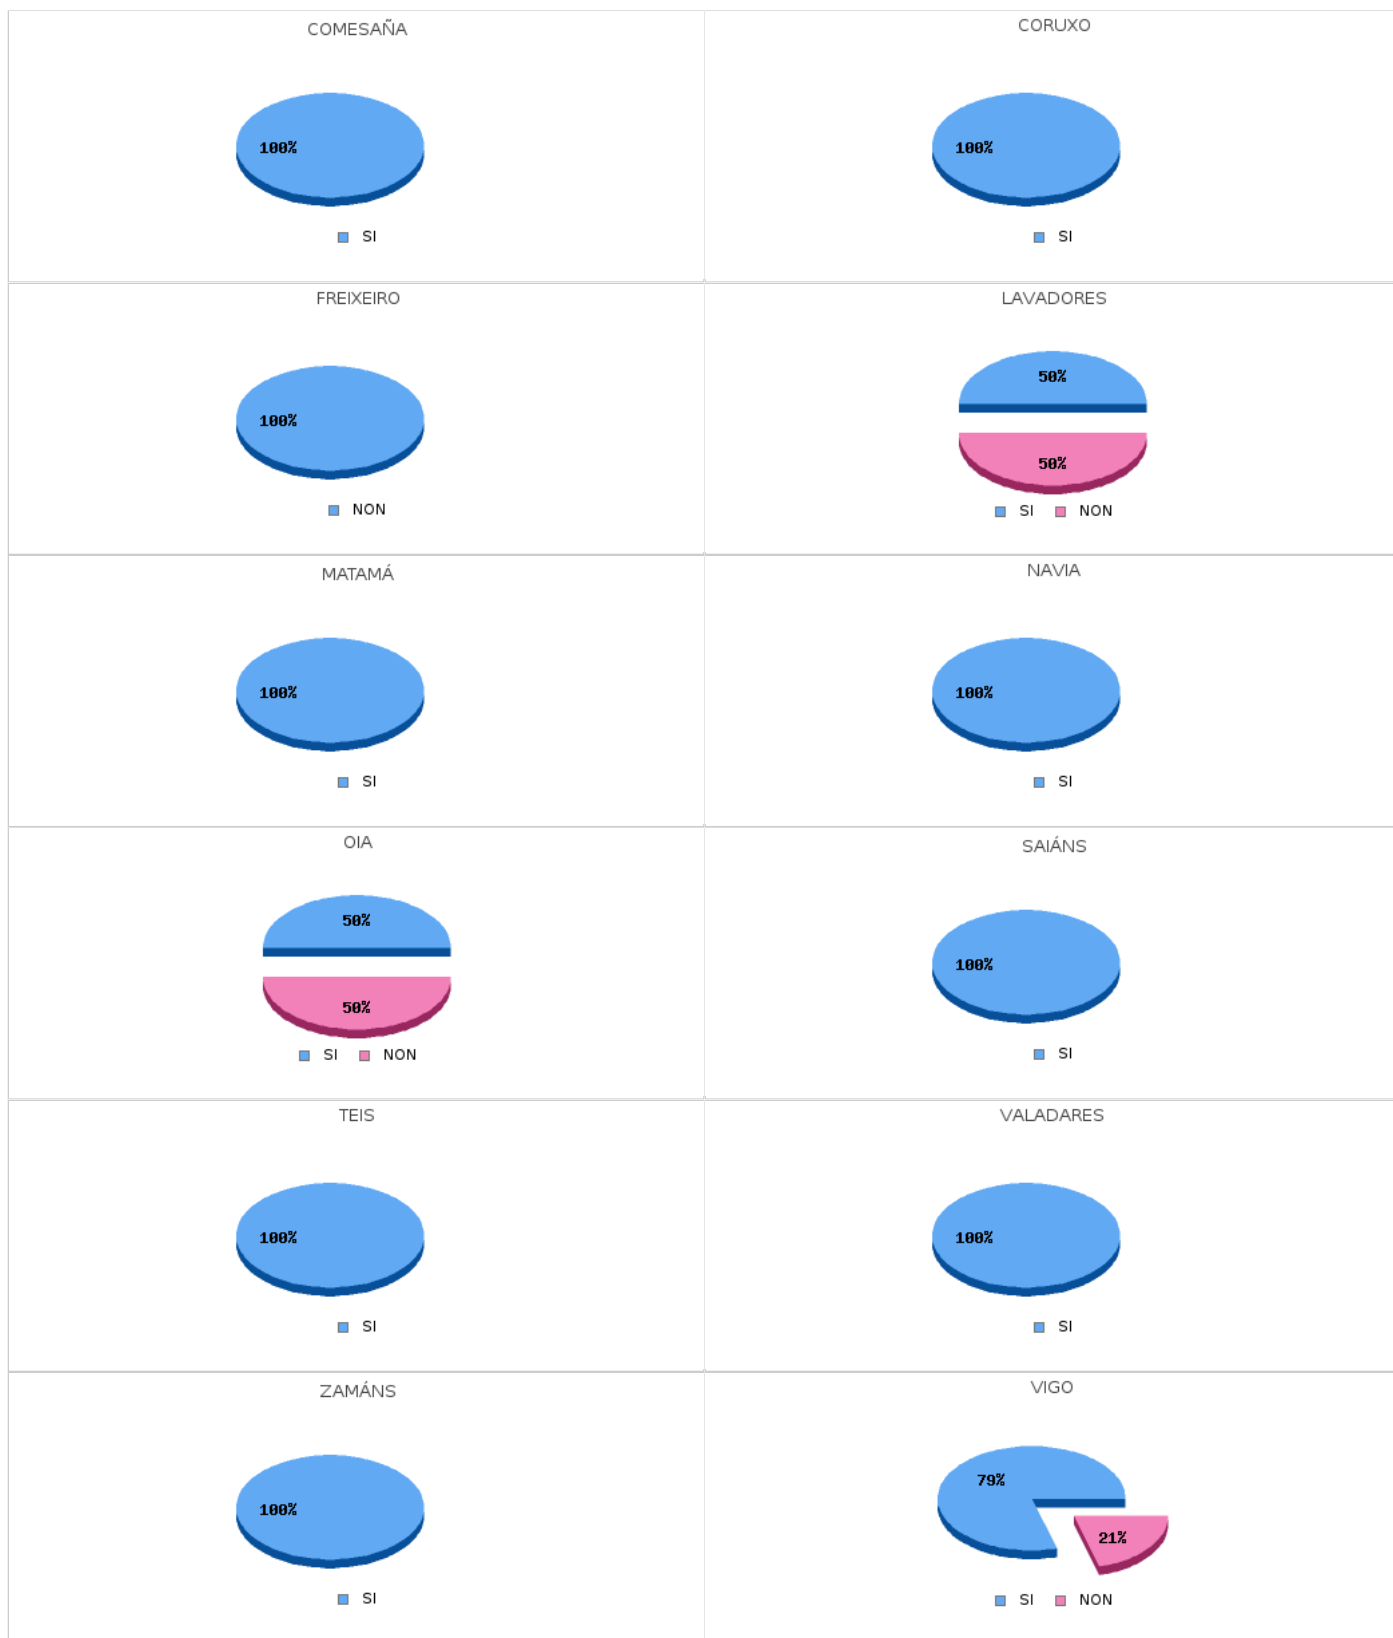 COMESAÑA
100%
SI
CORUXO
100%
SI
FREIXEIRO
100%
NON
LAVADORES
50%
50%
SI NON
MATAMÁ
100%
SI
NAVIA
100%
SI
OIA
50%
50%
SI NON
SAIÁNS
100%
SI
TEIS
100%
SI
VALADARES
100%
SI
ZAMÁNS
100%
SI
VIGO
79%
21%
SI NON